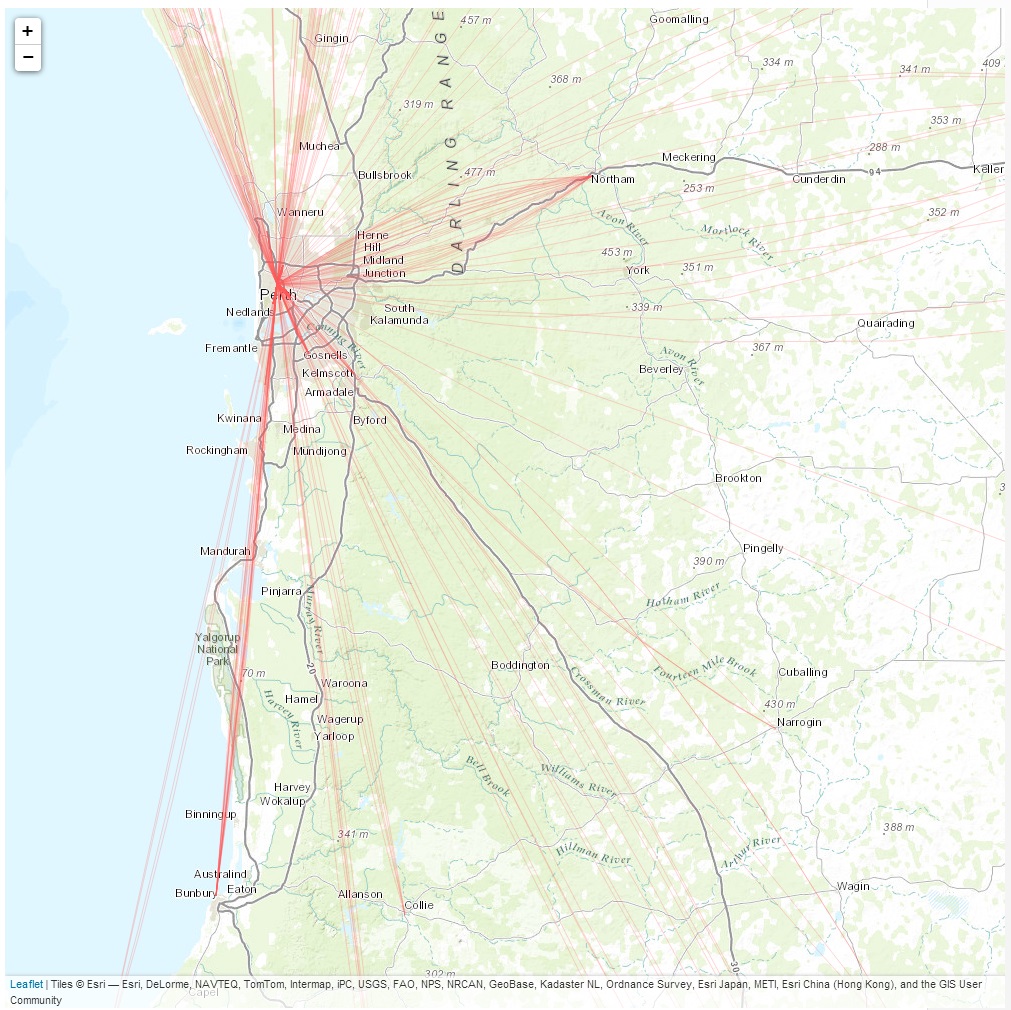 +
−
457 m
Goomalling
Gingin
334 m
341 m
409
368 m
319 m
353 m
DARLING RANGE
Muchea
288 m
Meckering
Bullsbrook
477 m
Northam
253 m
Cunderdin
94
Keller
Wanneru
Avon River
352 m
Mortlock River
Herne
Hill
Midland
Junction
453 m
York
351 m
Perth
South
Kalamunda
339 m
Nedlands
Canning River
Quairading
Fremantle
Gosnells
367 m
Avon River
Kelmscott
Beverley
Armadale
Kwinana
Byford
Medina
Rockingham
Mundijong
Brookton
3
Mandurah
Pingelly
390 m
Pinjarra
Hotham River
Murray River
Yalgorup
National
Park
Boddington
20
70 m
Crossman River
Fourteen Mile Brook
Cuballing
Waroona
Hamel
Harvey River
430 m
Narrogin
Wagerup
Yarloop
Bell Brook
Williams River
Harvey
Wokalup
Binningup
341 m
388 m
Hillman River
Arthur River
Australind
Bunbury
Eaton
Allanson
Collie
Wagin
30
302 m
Leaflet | Tiles © Esri — Esri, DeLorme, NAVTEQ, TomTom, Intermap, iPC, USGS, FAO, NPS, NRCAN, GeoBase, Kadaster NL, Ordnance Survey, Esri Japan, METI, Esri China (Hong Kong), and the GIS User
Community
Capel